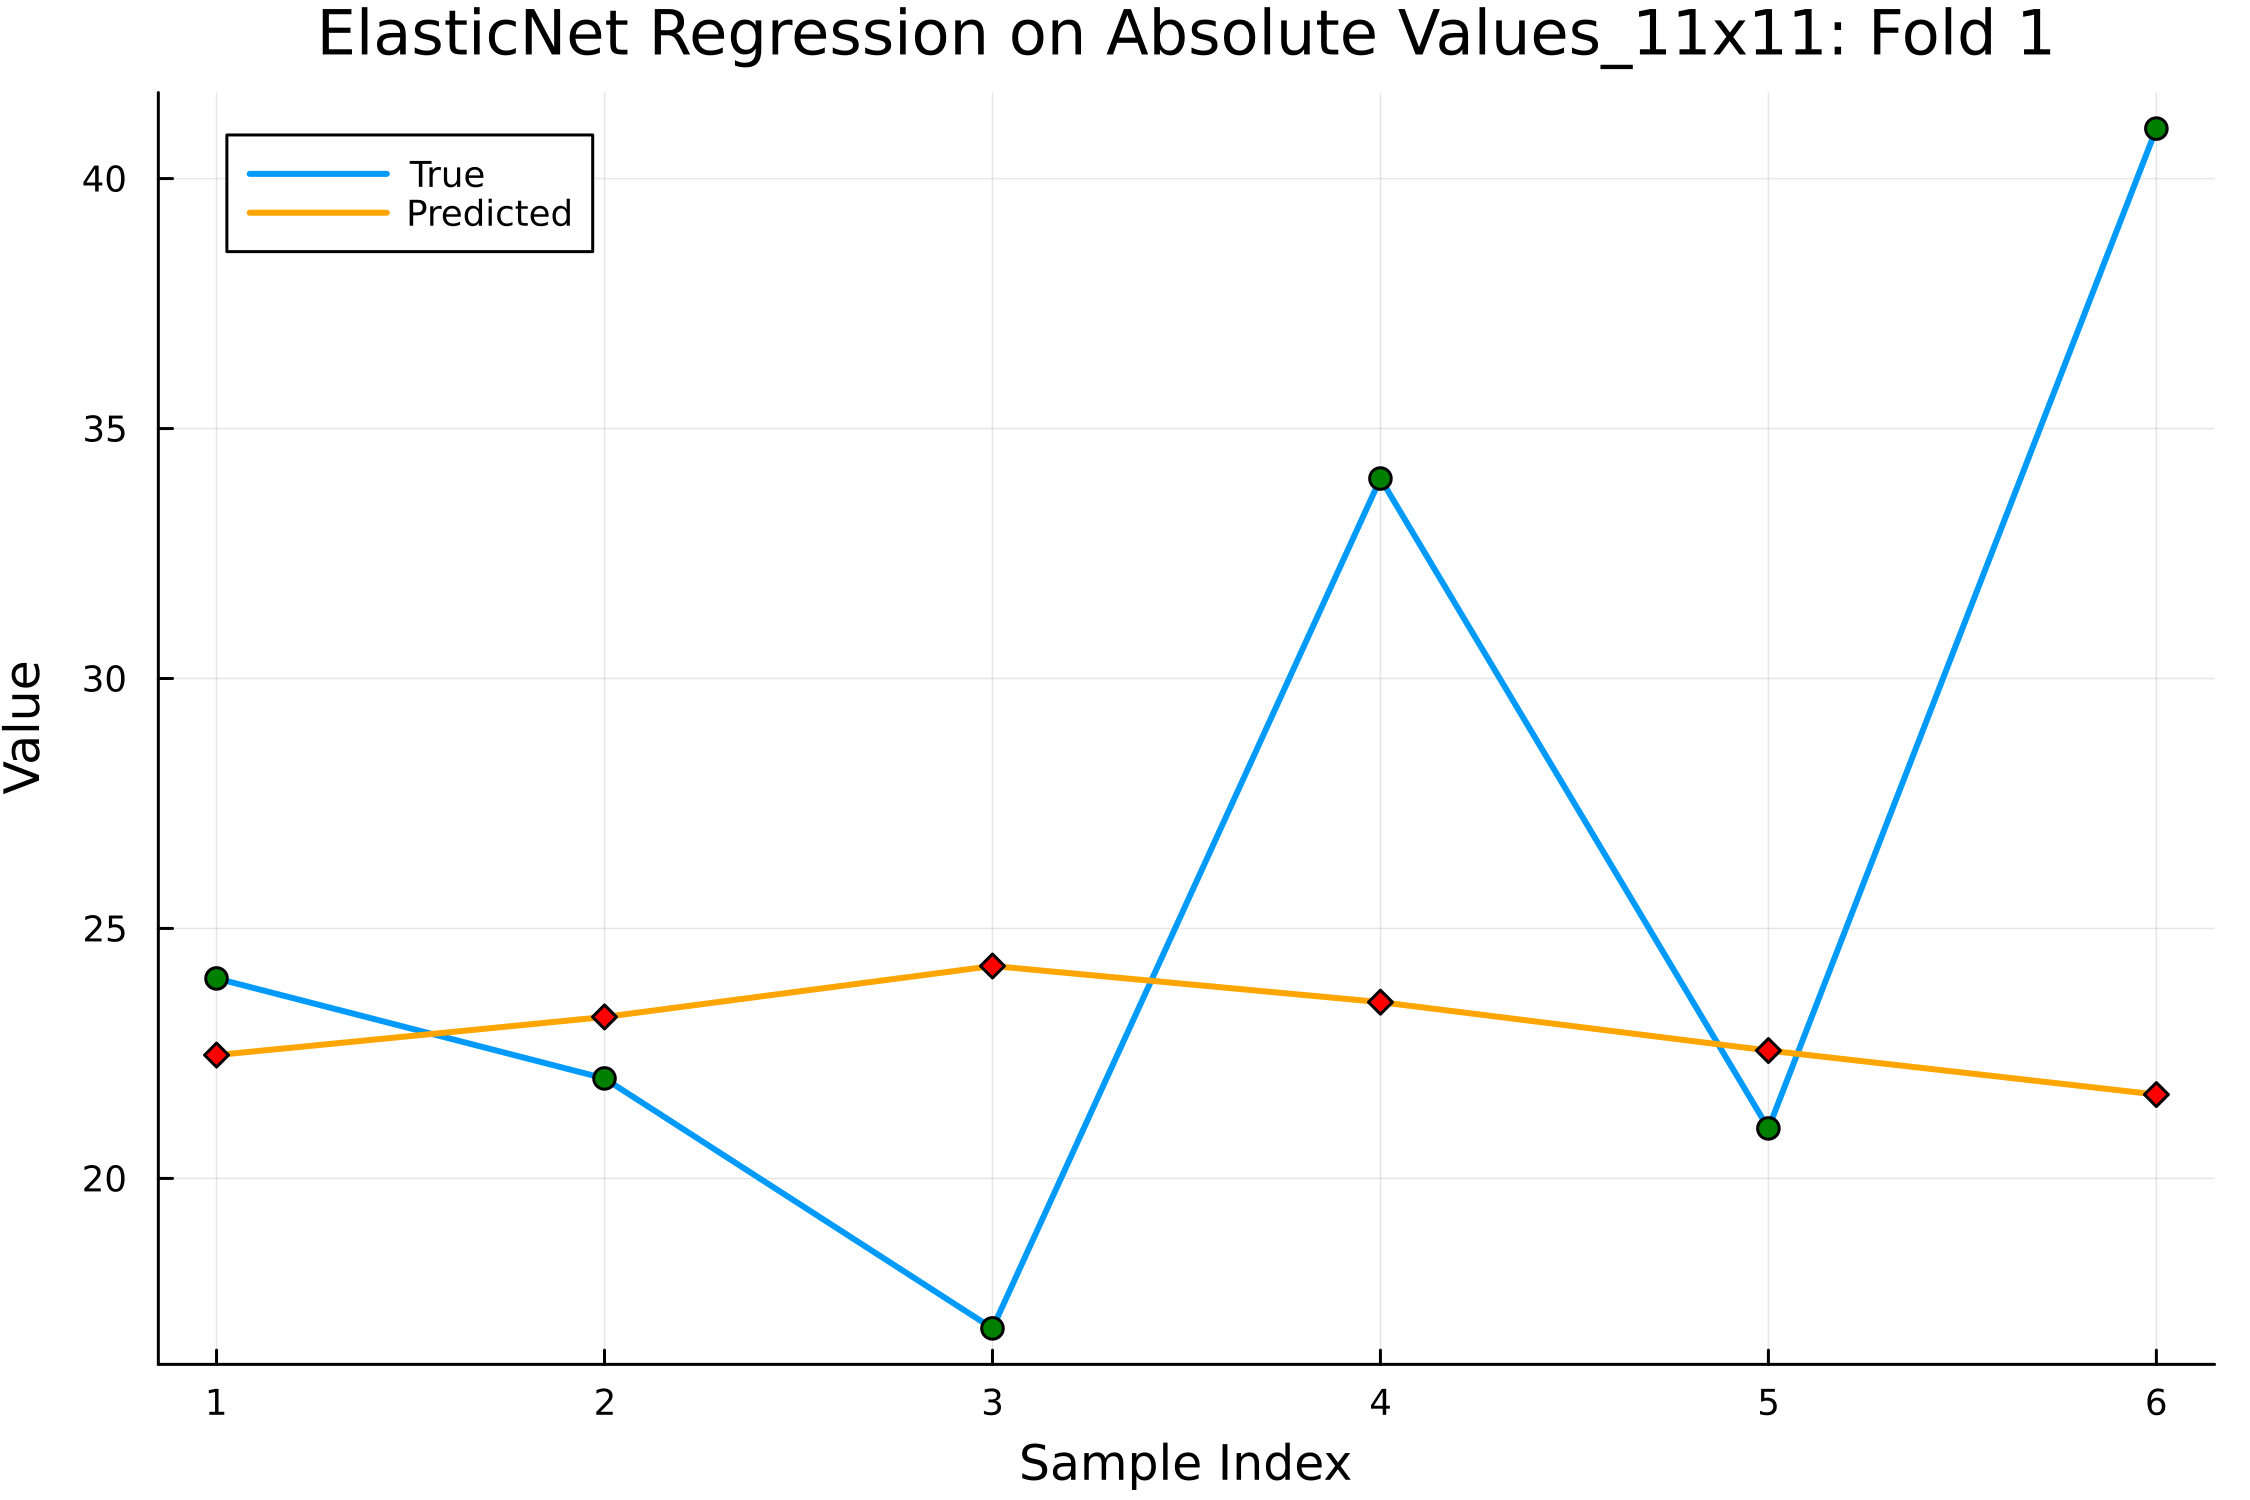 ElasticNet Regression on Absolute Values_11x11: Fold 1
True
Predicted
40
35
30
25
20
Value
1 2 3 4 5 6
Sample Index